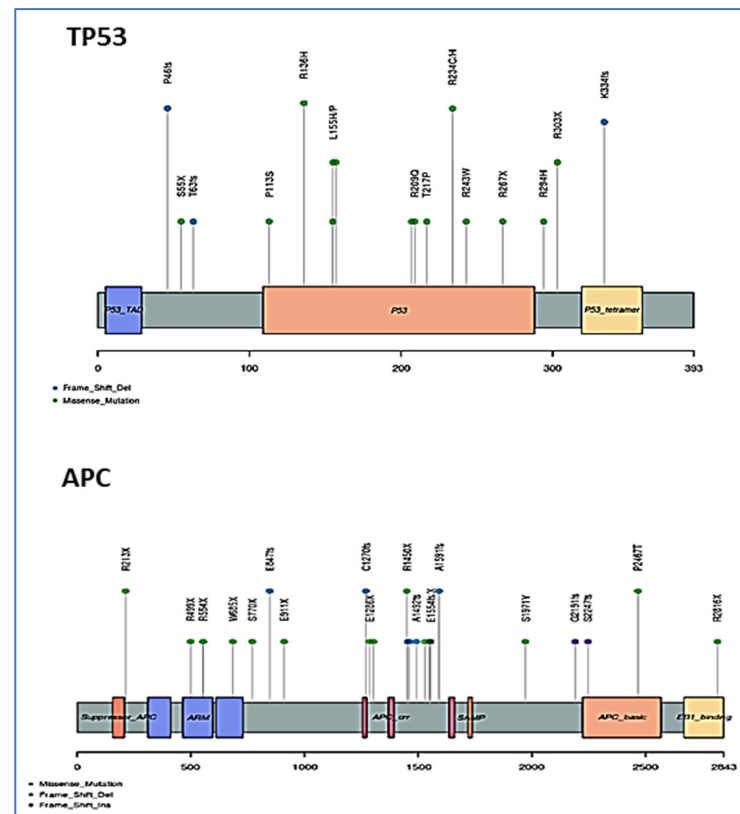 TP53
P46fs
S55X
T63fs
P113S
R136H
L155H/P
R209Q
T217P
R234C/H
R243W
R267X
R294H
R303X
K334fs
P53_TAD
P53
P53_tetramer
0
100
200
300
393
Frame_Shift_Del
Missense_Mutation
APC
R213X
R499X
R554X
W685X
S770X
E847fs
E911X
C1270fs
E1286X
R1450X
A1492fs
E1554fs
A1591fs
S1971Y
S2247fs
P2467T
R2816X
Suppressor_APC
ARM
APC_crr
SAMP
APC_basic
EB1_binding
0
500
1000
1500
2000
2500
2843
Missense_Mutation
Frame_Shift_Del
Frame_Shift_Ins